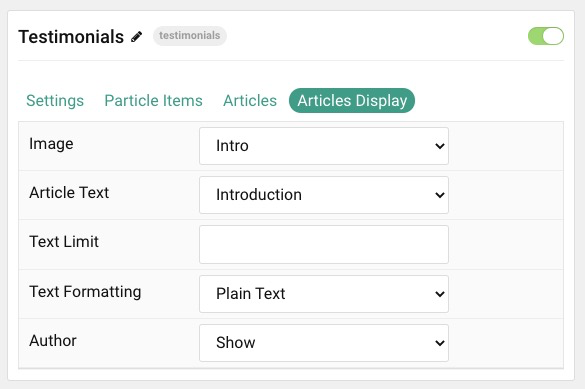 Testimonials testimonials
Settings Particle Items Articles Articles Display
Image Intro
Article Text Introduction
Text Limit
Text Formatting Plain Text
Author Show